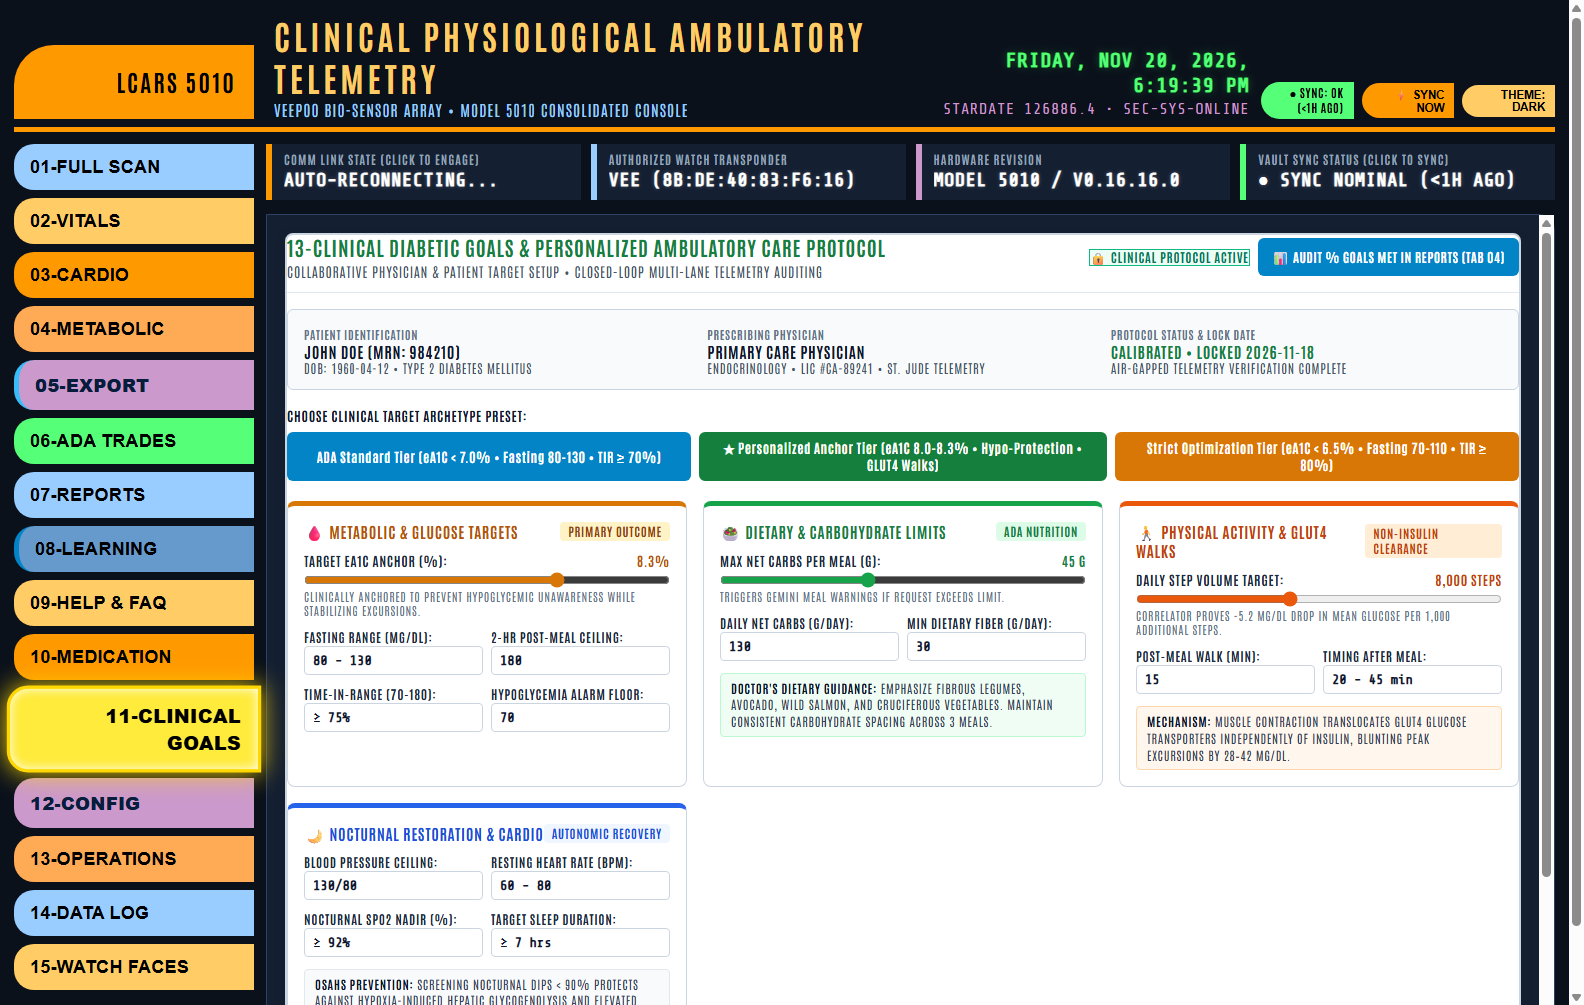 CLINICAL PHYSIOLOGICAL AMBULATORY
TELEMETRY
VEEPOO BIO-SENSOR ARRAY • MODEL 5010 CONSOLIDATED CONSOLE
LCARS 5010
FRIDAY, NOV 20, 2026,
6:19:39 PM
STARDATE 126886.4 · SEC-SYS-ONLINE
● SYNC: OK
(<1H AGO)
SYNC
NOW
THEME:
DARK
01-FULL SCAN
02-VITALS
03-CARDIO
04-METABOLIC
05-EXPORT
06-ADA TRADES
07-REPORTS
08-LEARNING
09-HELP & FAQ
10-MEDICATION
11-CLINICAL
GOALS
12-CONFIG
13-OPERATIONS
14-DATA LOG
15-WATCH FACES
COMM LINK STATE (CLICK TO ENGAGE)
AUTO-RECONNECTING...
AUTHORIZED WATCH TRANSPONDER
VEE (8B:DE:40:83:F6:16)
HARDWARE REVISION
MODEL 5010 / V0.16.16.0
VAULT SYNC STATUS (CLICK TO SYNC)
● SYNC NOMINAL (<1H AGO)
13-CLINICAL DIABETIC GOALS & PERSONALIZED AMBULATORY CARE PROTOCOL
COLLABORATIVE PHYSICIAN & PATIENT TARGET SETUP • CLOSED-LOOP MULTI-LANE TELEMETRY AUDITING
🔒 CLINICAL PROTOCOL ACTIVE
📊 AUDIT % GOALS MET IN REPORTS (TAB 04)
PATIENT IDENTIFICATION
JOHN DOE (MRN: 984210)
DOB: 1960-04-12 • TYPE 2 DIABETES MELLITUS
PRESCRIBING PHYSICIAN
PRIMARY CARE PHYSICIAN
ENDOCRINOLOGY • LIC #CA-89241 • ST. JUDE TELEMETRY
PROTOCOL STATUS & LOCK DATE
CALIBRATED • LOCKED 2026-11-18
AIR-GAPPED TELEMETRY VERIFICATION COMPLETE
CHOOSE CLINICAL TARGET ARCHETYPE PRESET:
ADA Standard Tier (eA1C < 7.0% • Fasting 80-130 • TIR ≥ 70%)
★ Personalized Anchor Tier (eA1C 8.0-8.3% • Hypo-Protection •
GLUT4 Walks)
Strict Optimization Tier (eA1C < 6.5% • Fasting 70-110 • TIR ≥
80%)
🩸 METABOLIC & GLUCOSE TARGETS
PRIMARY OUTCOME
TARGET EA1C ANCHOR (%):
8.3%
CLINICALLY ANCHORED TO PREVENT HYPOGLYCEMIC UNAWARENESS WHILE
STABILIZING EXCURSIONS.
FASTING RANGE (MG/DL):
80 - 130
2-HR POST-MEAL CEILING:
180
TIME-IN-RANGE (70-180):
≥ 75%
HYPOGLYCEMIA ALARM FLOOR:
70
🥗 DIETARY & CARBOHYDRATE LIMITS
ADA NUTRITION
MAX NET CARBS PER MEAL (G):
45 G
TRIGGERS GEMINI MEAL WARNINGS IF REQUEST EXCEEDS LIMIT.
DAILY NET CARBS (G/DAY):
130
MIN DIETARY FIBER (G/DAY):
30
DOCTOR'S DIETARY GUIDANCE: EMPHASIZE FIBROUS LEGUMES,
AVOCADO, WILD SALMON, AND CRUCIFEROUS VEGETABLES. MAINTAIN
CONSISTENT CARBOHYDRATE SPACING ACROSS 3 MEALS.
🚶 PHYSICAL ACTIVITY & GLUT4
WALKS
NON-INSULIN
CLEARANCE
DAILY STEP VOLUME TARGET:
8,000 STEPS
CORRELATOR PROVES -5.2 MG/DL DROP IN MEAN GLUCOSE PER 1,000
ADDITIONAL STEPS.
POST-MEAL WALK (MIN):
15
TIMING AFTER MEAL:
20 - 45 min
MECHANISM: MUSCLE CONTRACTION TRANSLOCATES GLUT4 GLUCOSE
TRANSPORTERS INDEPENDENTLY OF INSULIN, BLUNTING PEAK
EXCURSIONS BY 28-42 MG/DL.
🌙 NOCTURNAL RESTORATION & CARDIO
AUTONOMIC RECOVERY
BLOOD PRESSURE CEILING:
130/80
RESTING HEART RATE (BPM):
60 - 80
NOCTURNAL SPO2 NADIR (%):
≥ 92%
TARGET SLEEP DURATION:
≥ 7 hrs
OSAHS PREVENTION: SCREENING NOCTURNAL DIPS < 90% PROTECTS
AGAINST HYPOXIA-INDUCED HEPATIC GLYCOGENOLYSIS AND ELEVATED